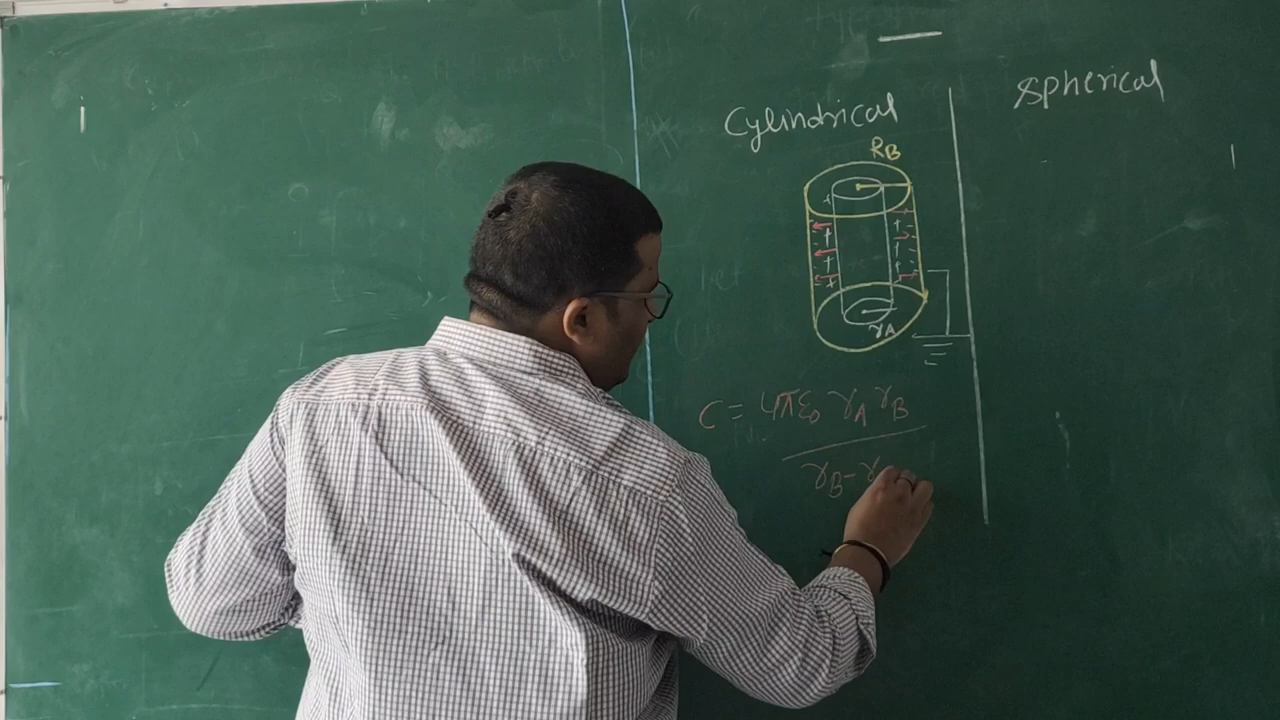 Cylindrical
Spherical
RB
+ +
+ +
+ +
+ +
rA
C = 4πε0 rA rB
rB - r